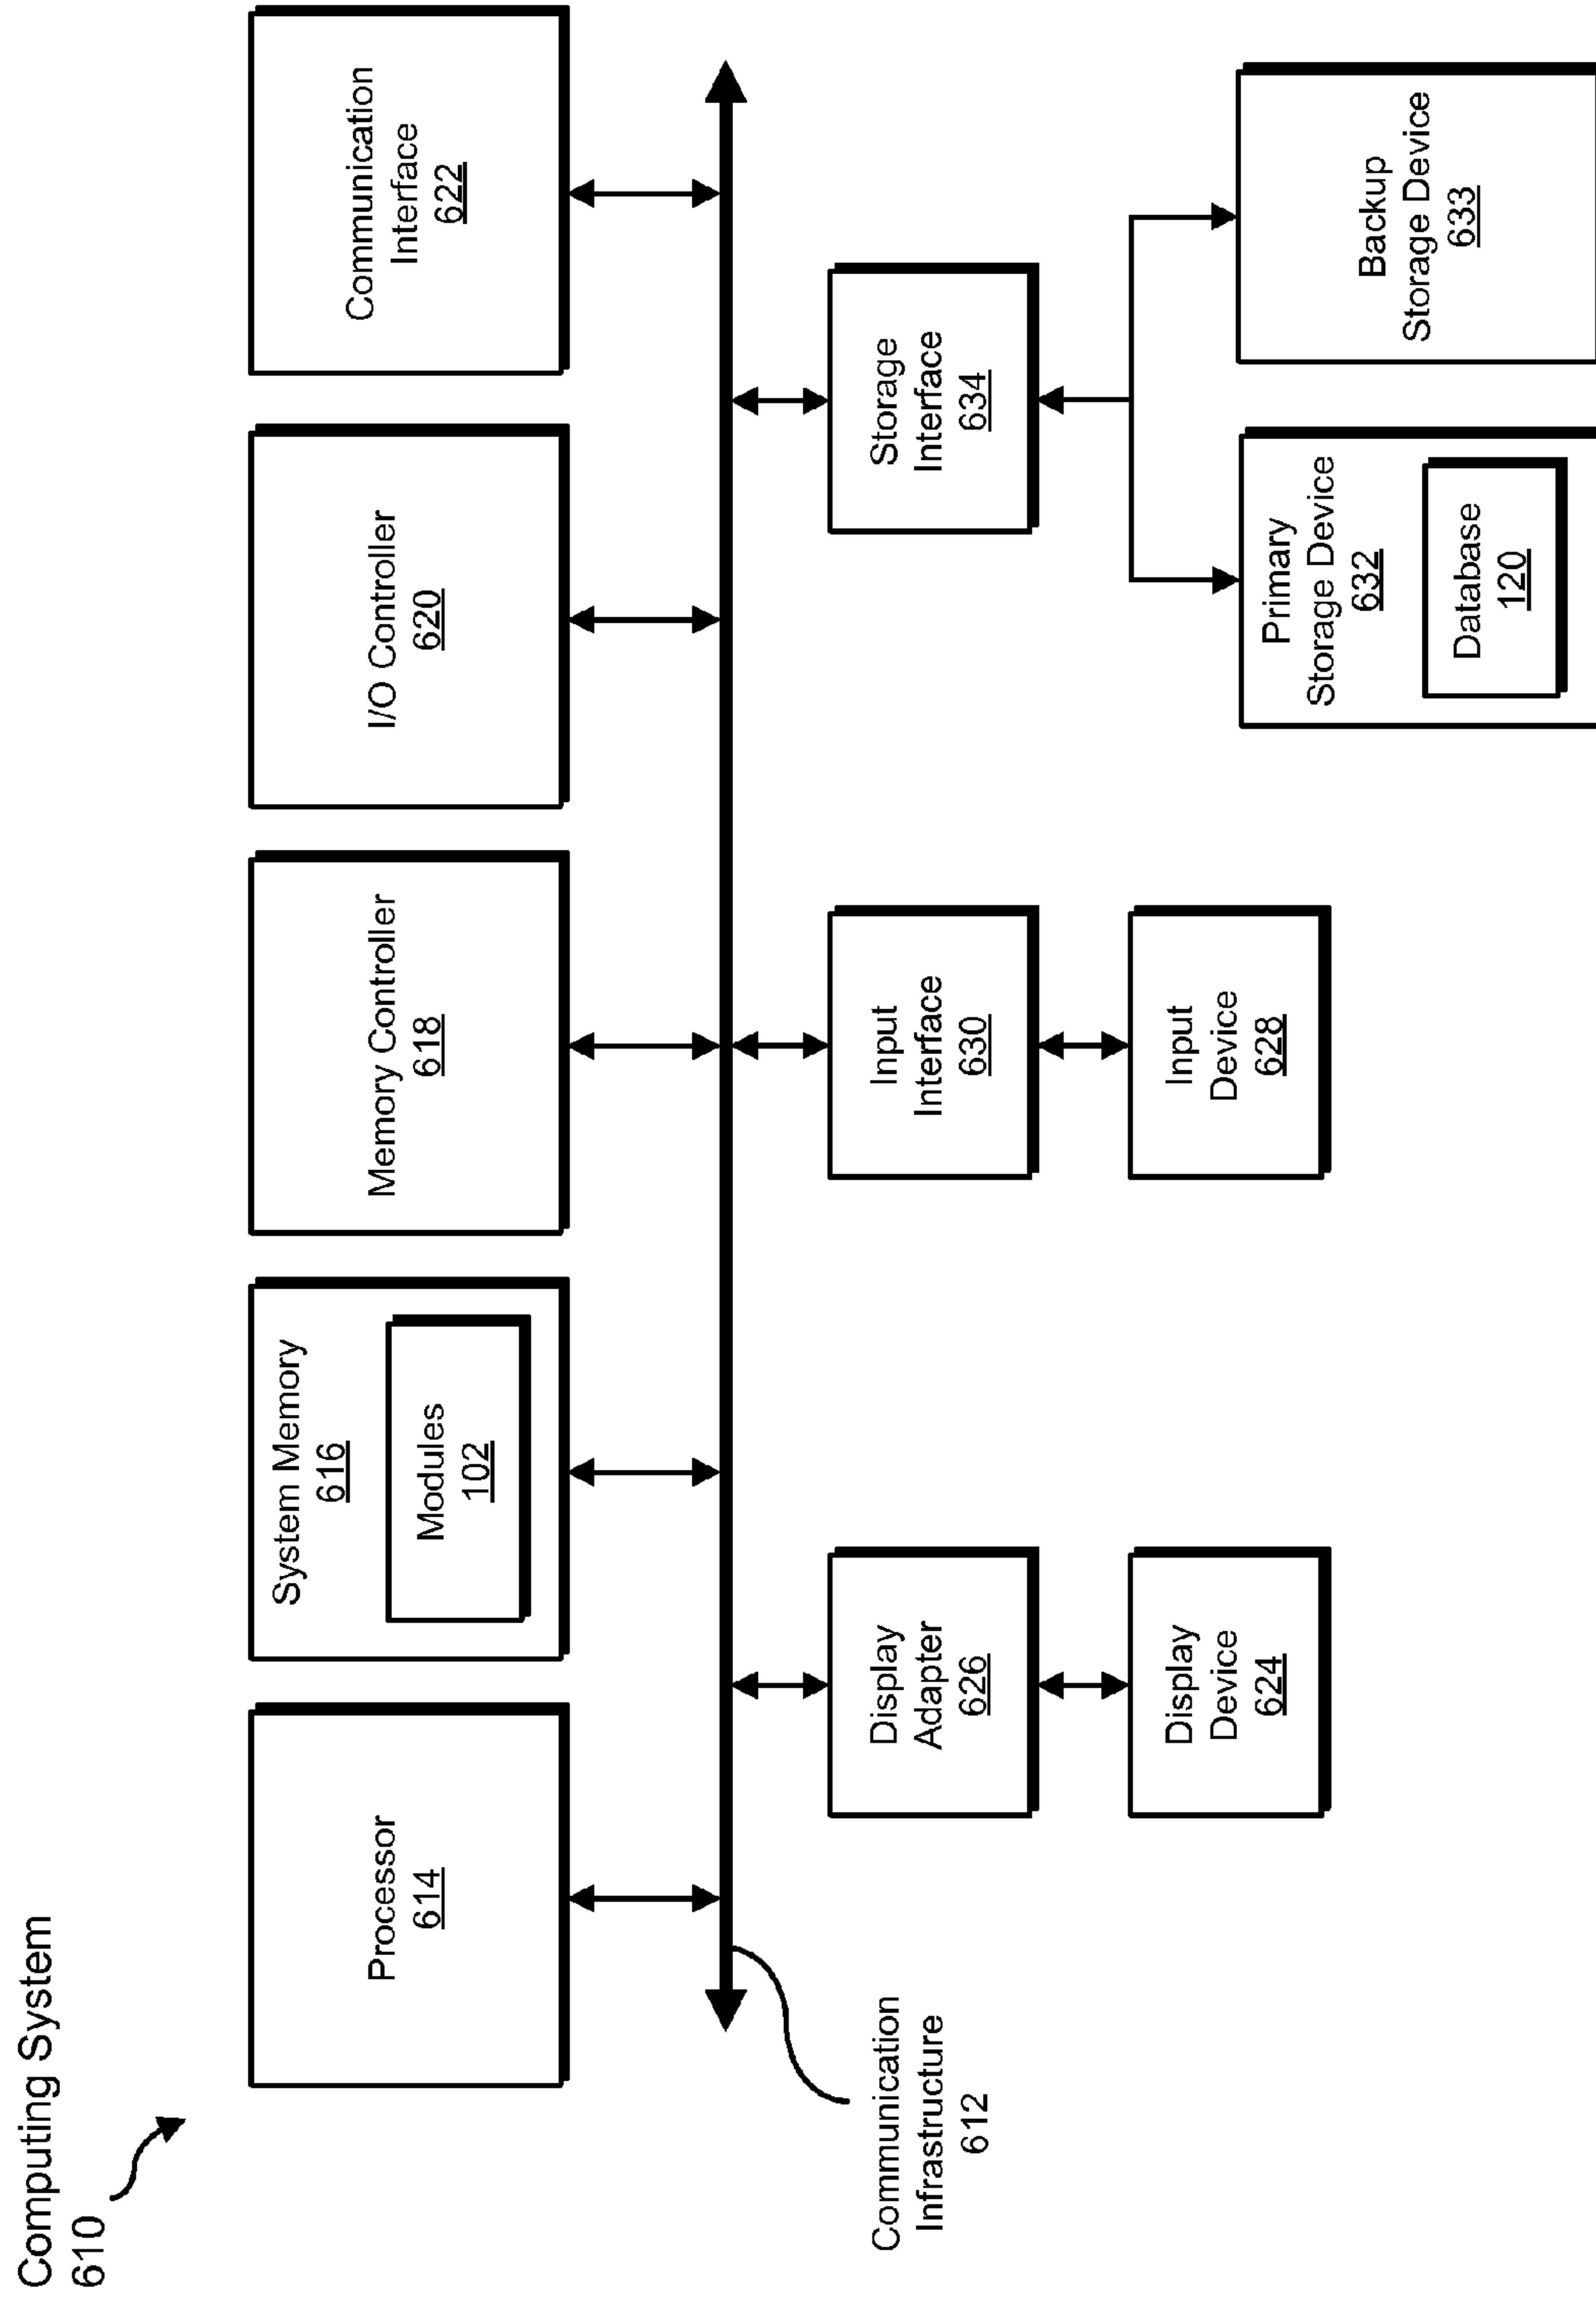 Computing System
610
Processor
614
System Memory
616
Modules
102
Memory Controller
618
I/O Controller
620
Communication
Interface
622
Communication
Infrastructure
612
Display
Adapter
626
Input
Interface
630
Storage
Interface
634
Display
Device
624
Input
Device
628
Primary
Storage Device
632
Database
120
Backup
Storage Device
633